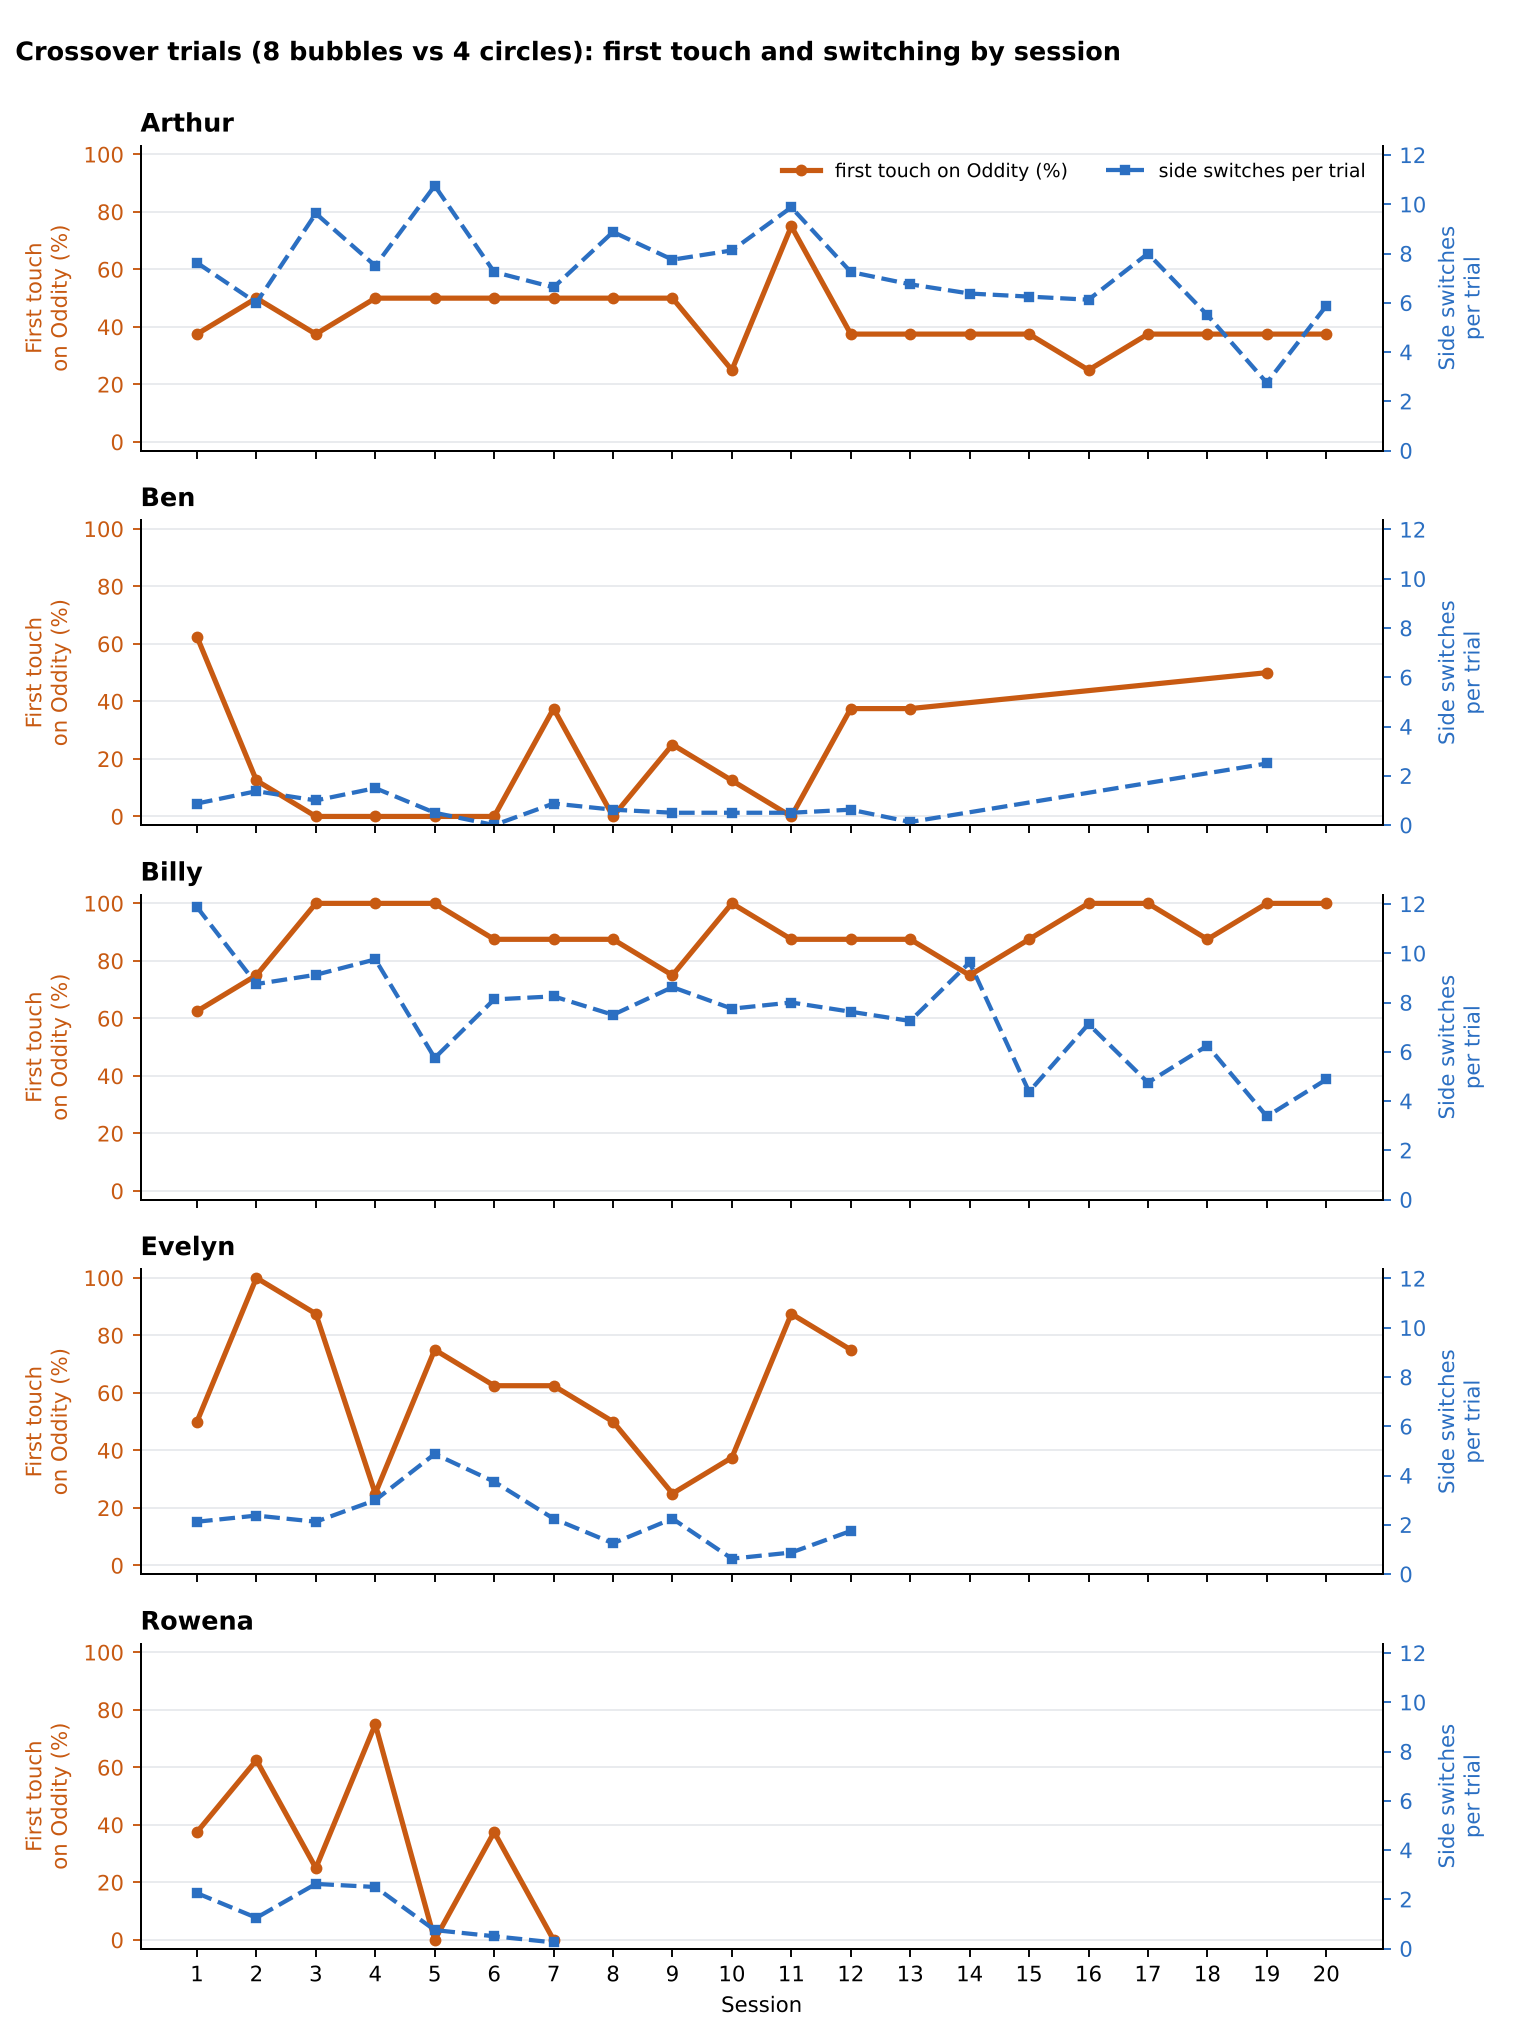 Crossover trials (8 bubbles vs 4 circles): first touch and switching by session
Arthur
first touch on Oddity (%)
side switches per trial
100
80
60
40
20
0
First touch
on Oddity (%)
12
10
8
6
4
2
0
Side switches
per trial
Ben
100
80
60
40
20
0
First touch
on Oddity (%)
12
10
8
6
4
2
0
Side switches
per trial
Billy
100
80
60
40
20
0
First touch
on Oddity (%)
12
10
8
6
4
2
0
Side switches
per trial
Evelyn
100
80
60
40
20
0
First touch
on Oddity (%)
12
10
8
6
4
2
0
Side switches
per trial
Rowena
100
80
60
40
20
0
First touch
on Oddity (%)
12
10
8
6
4
2
0
Side switches
per trial
1 2 3 4 5 6 7 8 9 10 11 12 13 14 15 16 17 18 19 20
Session